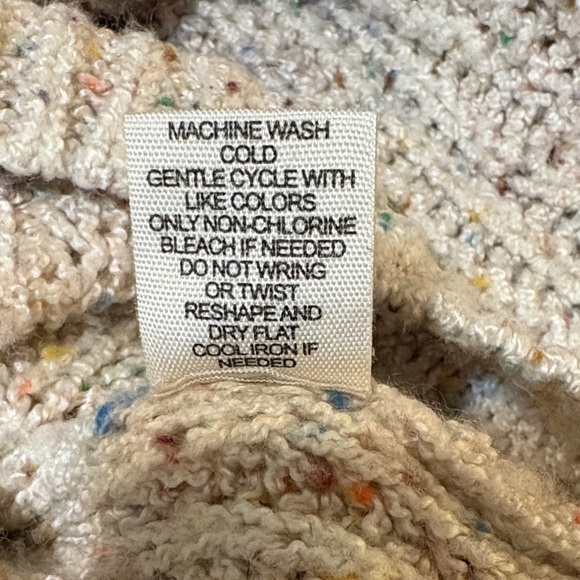 MACHINE WASH
COLD
GENTLE CYCLE WITH
LIKE COLORS
ONLY NON-CHLORINE
BLEACH IF NEEDED
DO NOT WRING
OR TWIST
RESHAPE AND
DRY FLAT
COOL IRON IF
NEEDED